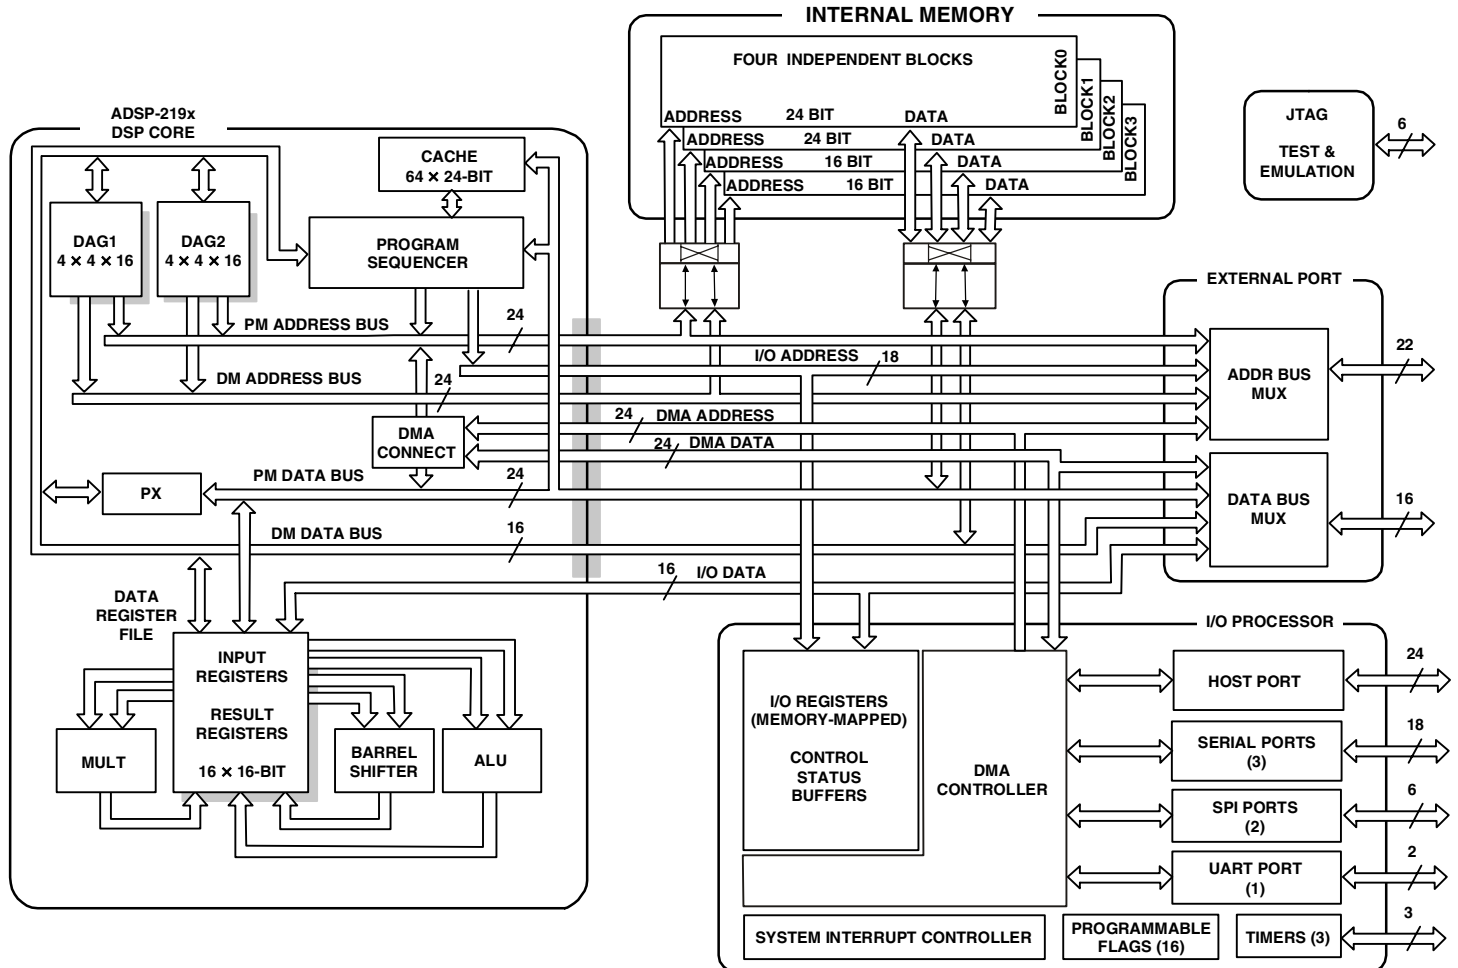 INTERNAL MEMORY
FOUR INDEPENDENT BLOCKS
BLOCK0
BLOCK1
BLOCK2
BLOCK3
ADDRESS 24 BIT DATA
ADDRESS 24 BIT DATA
ADDRESS 16 BIT DATA
ADDRESS 16 BIT DATA
JTAG
TEST &
EMULATION
6
ADSP-219x
DSP CORE
CACHE
64 × 24-BIT
DAG1
4 × 4 × 16
DAG2
4 × 4 × 16
PROGRAM
SEQUENCER
EXTERNAL PORT
PM ADDRESS BUS
24
I/O ADDRESS
18
ADDR BUS
MUX
22
DM ADDRESS BUS
24
DMA
CONNECT
24
DMA ADDRESS
24
DMA DATA
PX
PM DATA BUS
24
DATA BUS
MUX
16
DM DATA BUS
16
16
I/O DATA
DATA
REGISTER
FILE
INPUT
REGISTERS
RESULT
REGISTERS
16 × 16-BIT
MULT
BARREL
SHIFTER
ALU
I/O PROCESSOR
I/O REGISTERS
(MEMORY-MAPPED)
CONTROL
STATUS
BUFFERS
DMA
CONTROLLER
HOST PORT
24
SERIAL PORTS
(3)
18
SPI PORTS
(2)
6
UART PORT
(1)
2
SYSTEM INTERRUPT CONTROLLER
PROGRAMMABLE
FLAGS (16)
TIMERS (3)
3